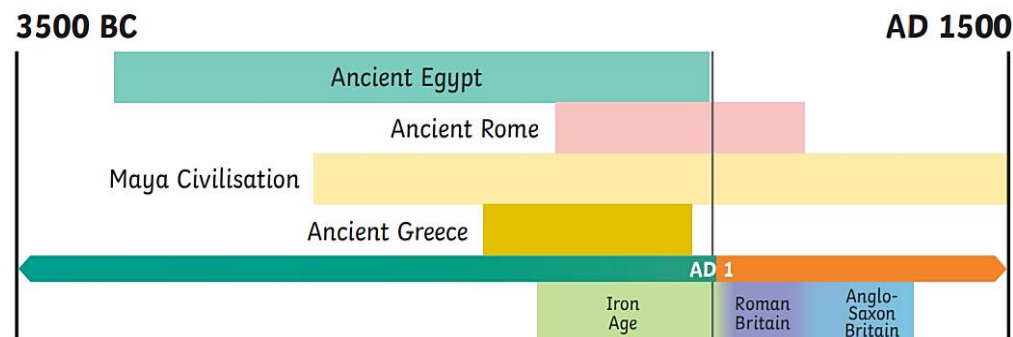 3500 BC
AD 1500
Ancient Egypt
Ancient Rome
Maya Civilisation
Ancient Greece
AD 1
Iron
Age
Roman
Britain
Anglo-
Saxon
Britain